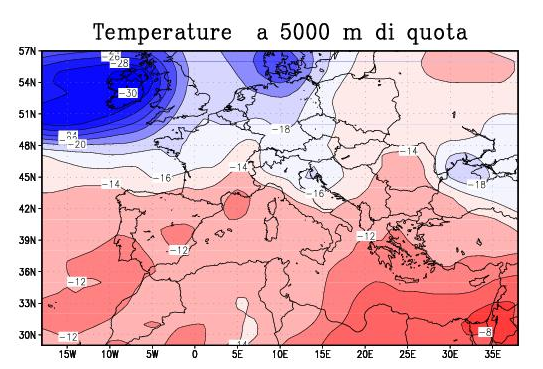 Temperature a 5000 m di quota
57N
-28
54N
-30
51N
-18
-20
48N
-14
-14
-16
45N
-14
-16
-18
42N
-12
39N
-12
36N
-12
33N
-8
30N
-12
15W 10W 5W 0 5E 10E 15E 20E 25E 30E 35E